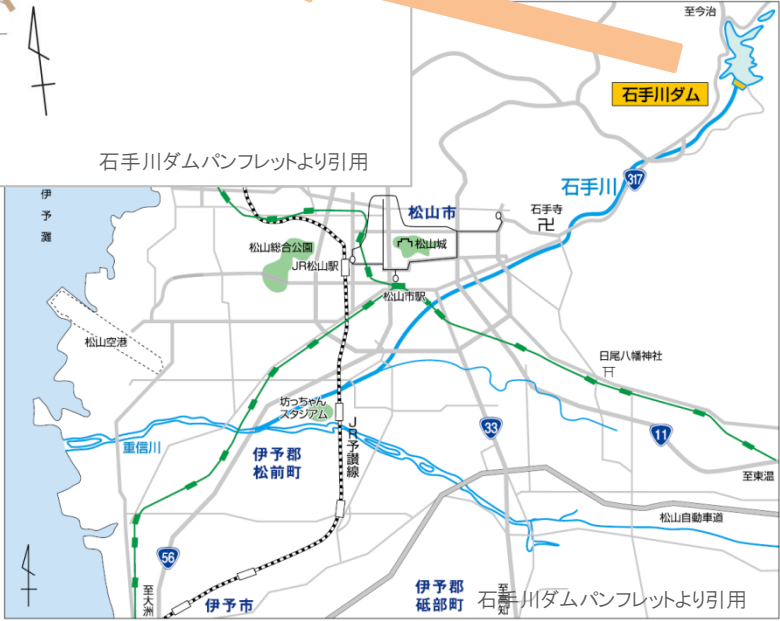 至今治
石手川ダム
石手川ダムパンフレットより引用
317
石手川
伊予灘
松山市
石手寺
松山城
松山総合公園
JR松山駅
松山市駅
松山空港
日尾八幡神社
坊っちゃん
スタジアム
JR予讃線
33
11
重信川
伊予郡
松前町
至東温
松山自動車道
56
至大洲
伊予市
伊予郡
砥部町
石手川ダムパンフレットより引用